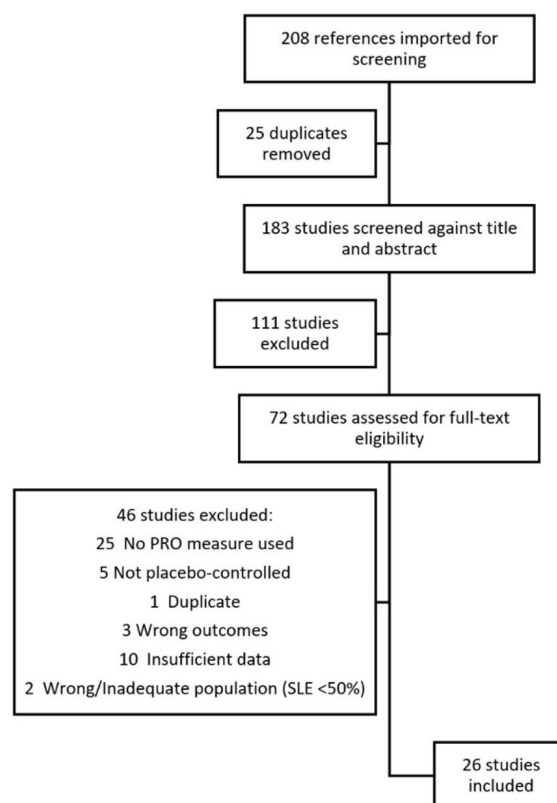 208 references imported for
screening
25 duplicates
removed
183 studies screened against title
and abstract
111 studies
excluded
72 studies assessed for full-text
eligibility
46 studies excluded:
25 No PRO measure used
5 Not placebo-controlled
1 Duplicate
3 Wrong outcomes
10 Insufficient data
2 Wrong/Inadequate population (SLE <50%)
26 studies
included